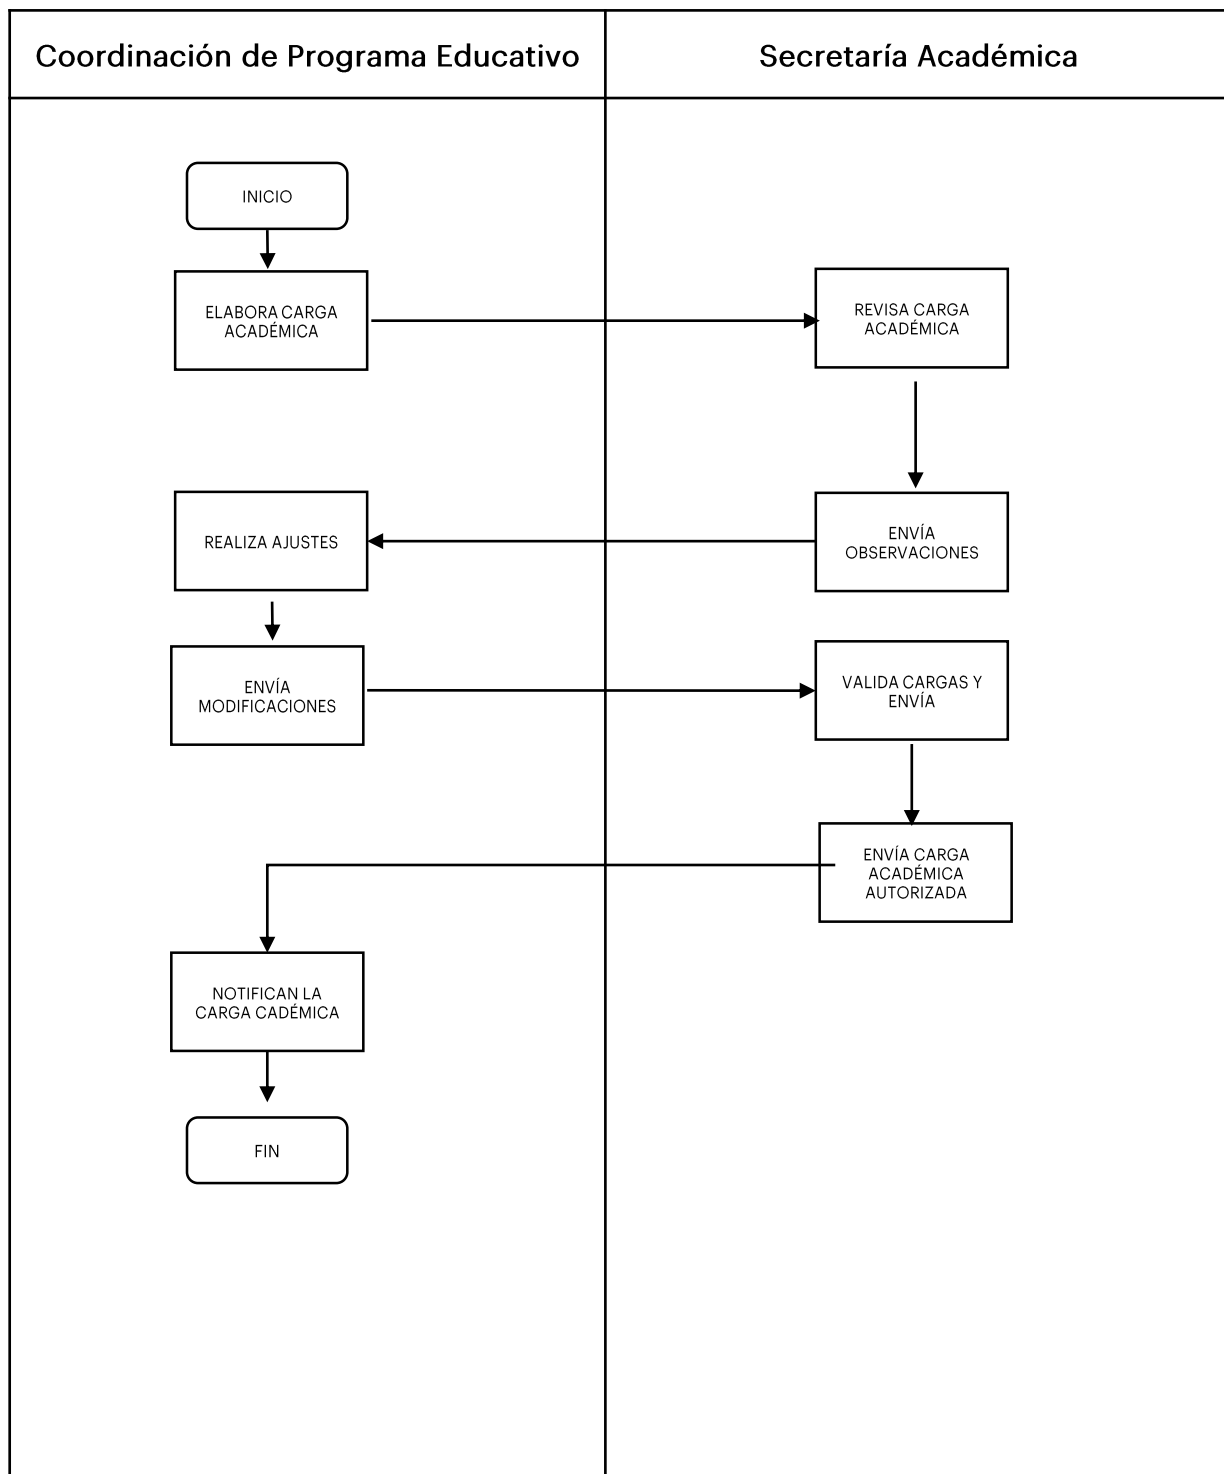 Coordinación de Programa Educativo
Secretaría Académica
INICIO
ELABORA CARGA
ACADÉMICA
REVISA CARGA
ACADÉMICA
ENVÍA
OBSERVACIONES
REALIZA AJUSTES
ENVÍA
MODIFICACIONES
VALIDA CARGAS Y
ENVÍA
ENVÍA CARGA
ACADÉMICA
AUTORIZADA
NOTIFICAN LA
CARGA CADÉMICA
FIN